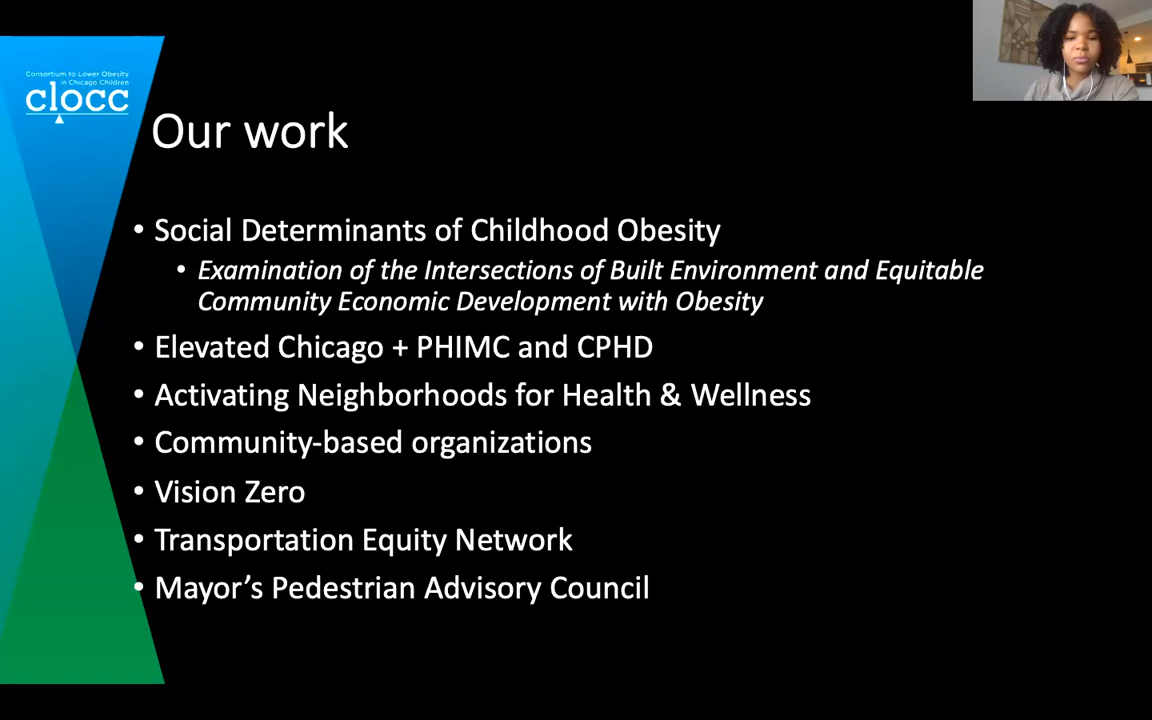 Consortium to Lower Obesity
in Chicago Children
clocc
Our work
• Social Determinants of Childhood Obesity
• Examination of the Intersections of Built Environment and Equitable
Community Economic Development with Obesity
• Elevated Chicago + PHIMC and CPHD
• Activating Neighborhoods for Health & Wellness
• Community-based organizations
• Vision Zero
• Transportation Equity Network
• Mayor’s Pedestrian Advisory Council